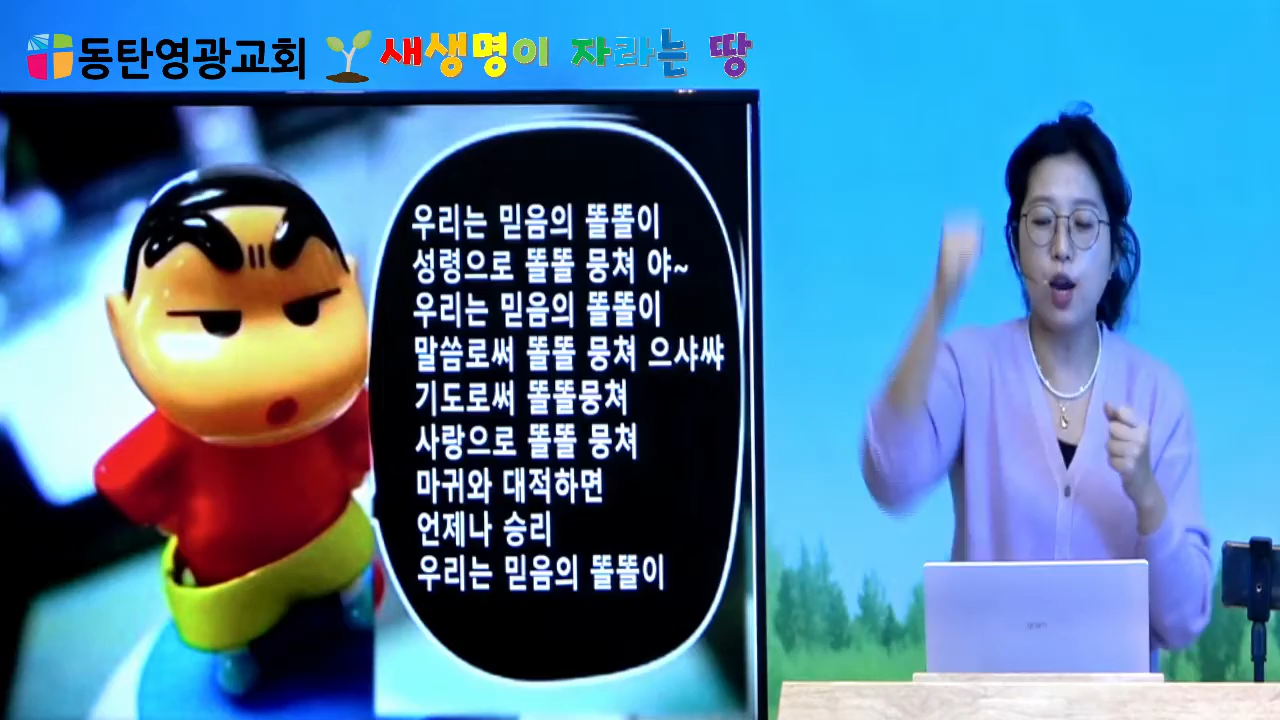 동탄영광교회 새생명이 자라는 땅
우리는 믿음의 똘똘이
성령으로 똘똘 뭉쳐 야~
우리는 믿음의 똘똘이
말씀로써 똘똘 뭉쳐 으샤쌰
기도로써 똘똘뭉쳐
사랑으로 똘똘 뭉쳐
마귀와 대적하면
언제나 승리
우리는 믿음의 똘똘이
gram